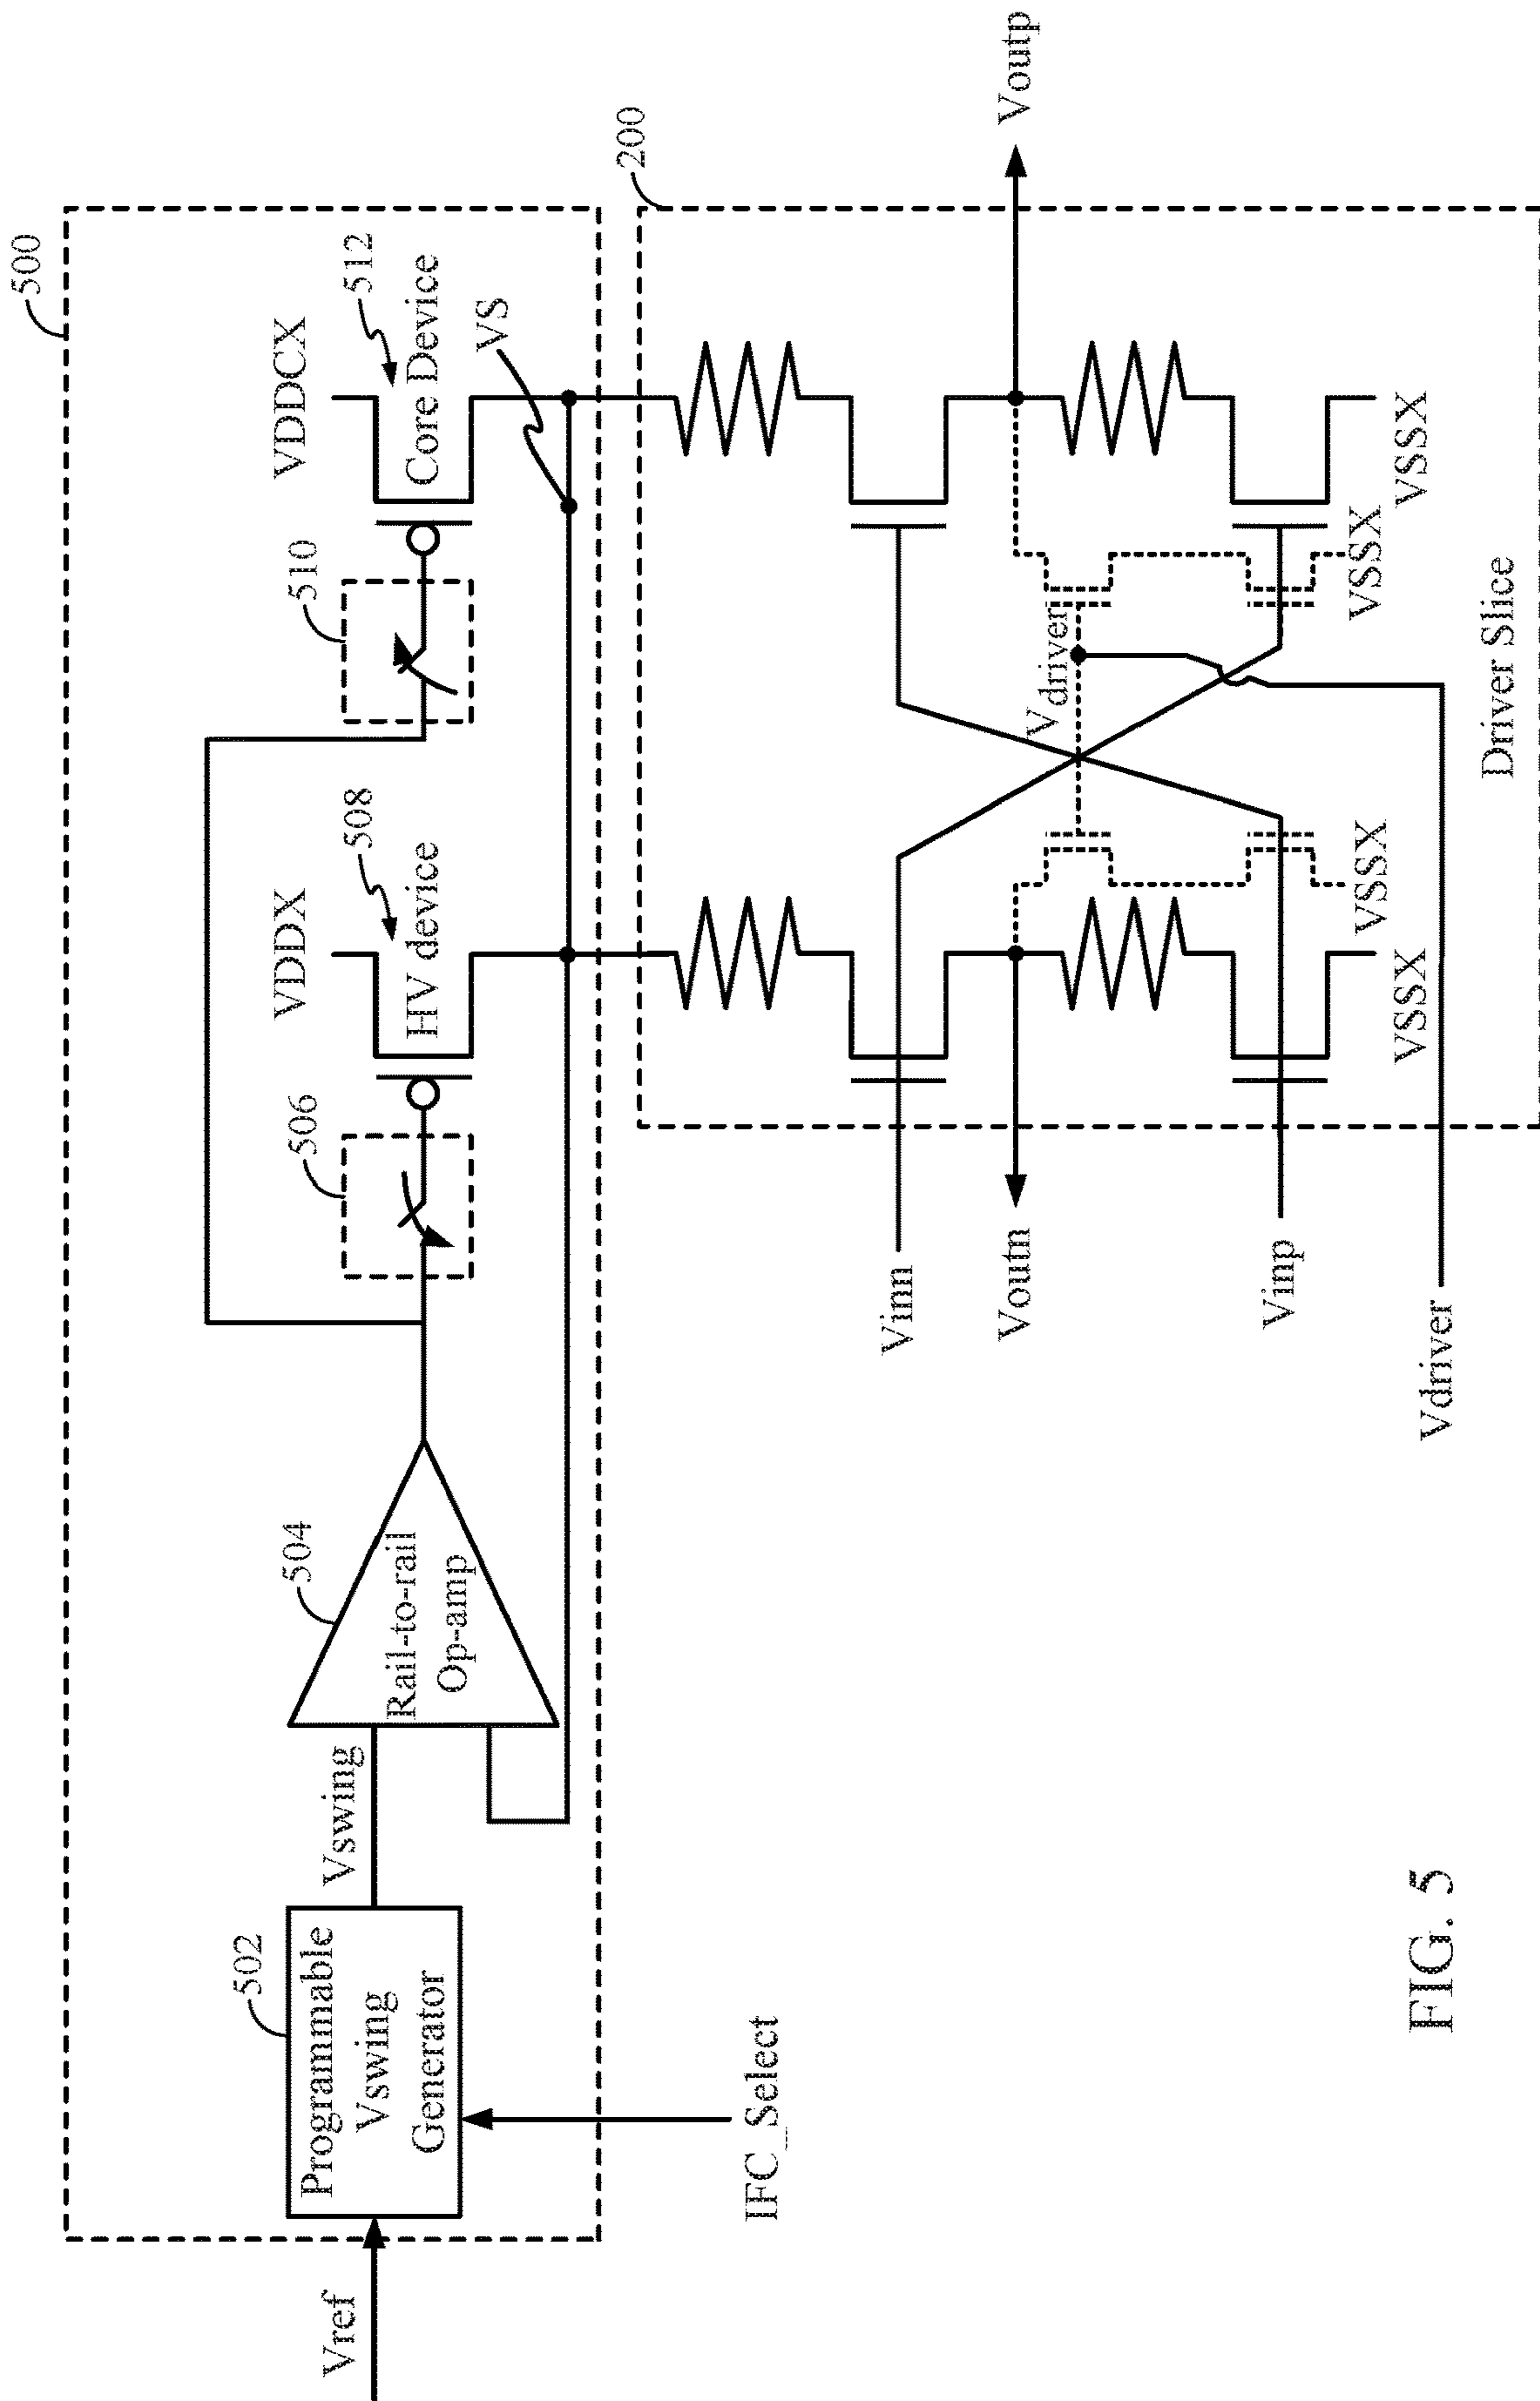 500
VDDX
VDDCX
506
508
510
512
HV device
Core Device
504
502
Vref
Programmable
Vswing
Generator
Vswing
Rail-to-rail
Op-amp
VS
IFC_Select
200
Vinn
Voutn
Voutp
Vdriver
Vinp
VSSX
VSSX
VSSX
VSSX
Vdriver
Driver Slice
FIG. 5